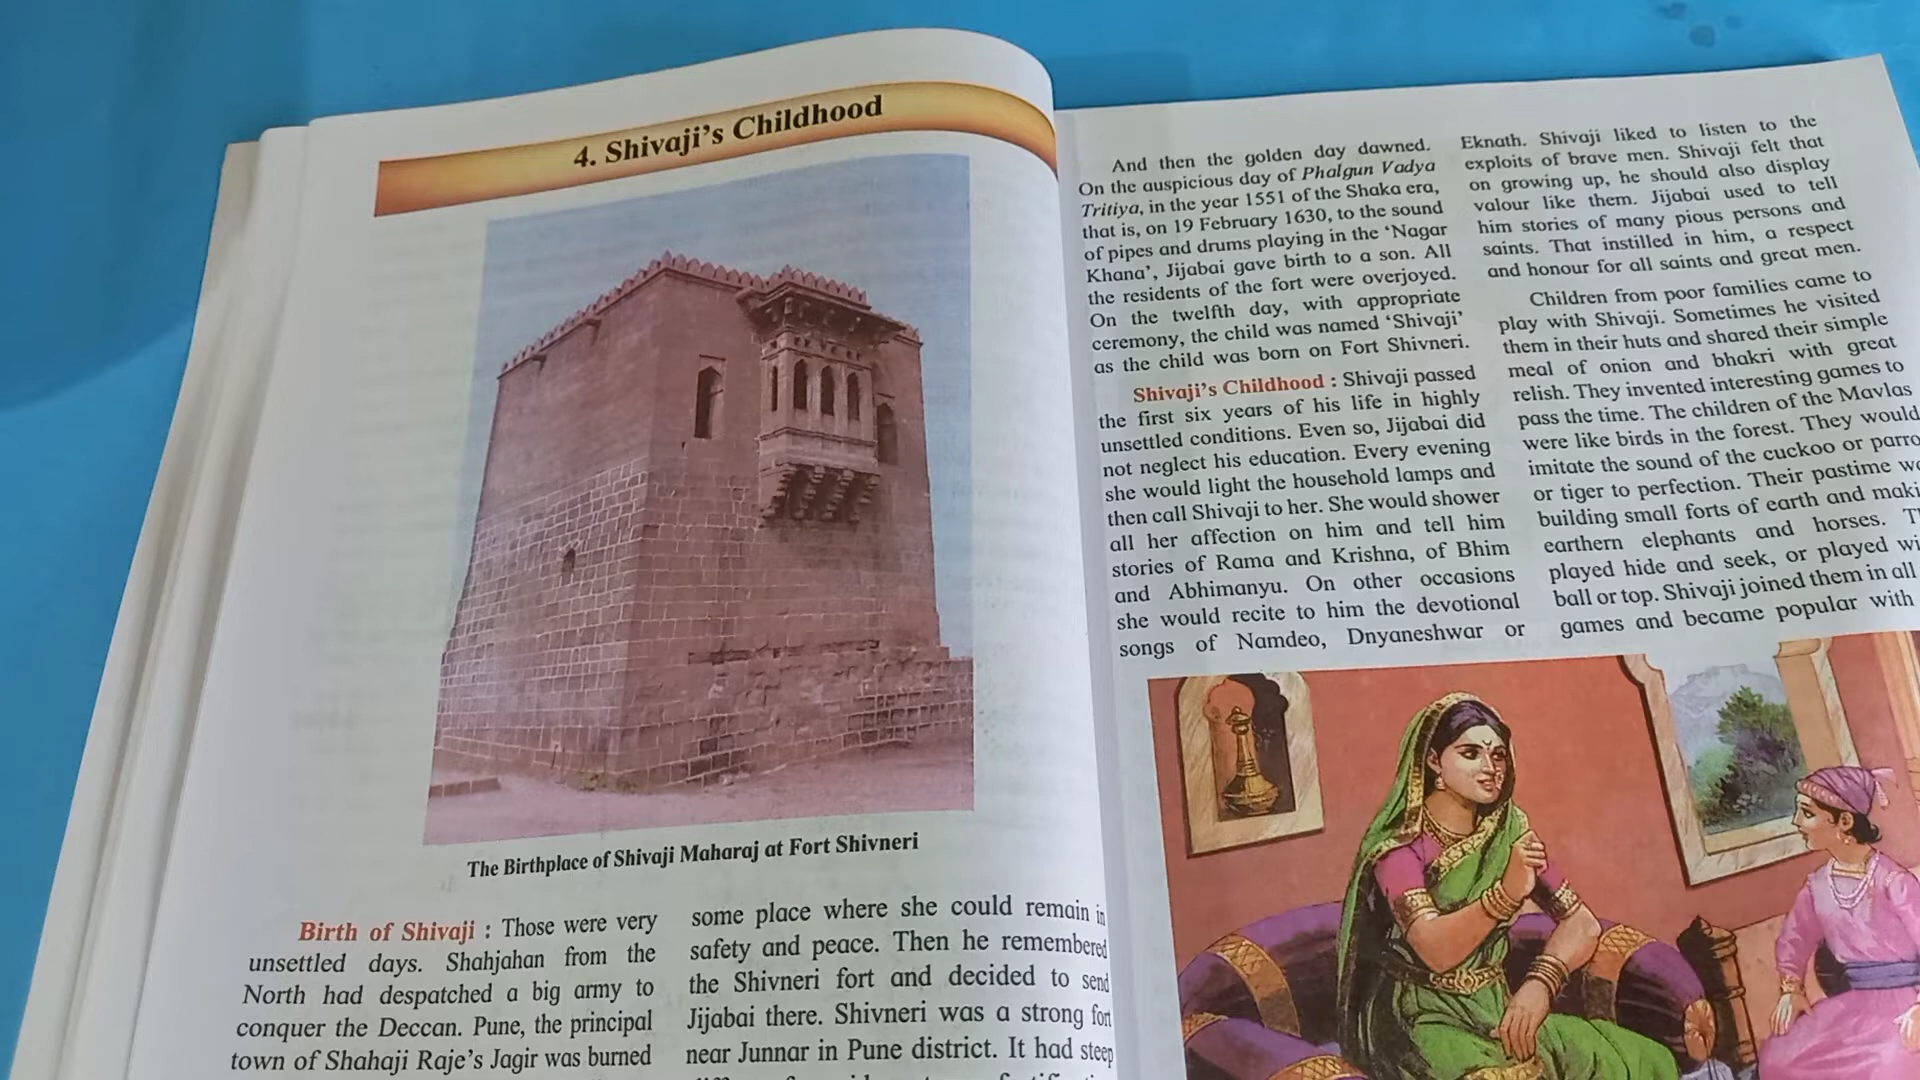 4. Shivaji's Childhood
The Birthplace of Shivaji Maharaj at Fort Shivneri
Birth of Shivaji : Those were very
unsettled days. Shahjahan from the
North had despatched a big army to
conquer the Deccan. Pune, the principal
town of Shahaji Raje's Jagir was burned
some place where she could remain in
safety and peace. Then he remembered
the Shivneri fort and decided to send
Jijabai there. Shivneri was a strong fort
near Junnar in Pune district. It had steep
And then the golden day dawned.
On the auspicious day of Phalgun Vadya
Tritiya, in the year 1551 of the Shaka era,
that is, on 19 February 1630, to the sound
of pipes and drums playing in the 'Nagar
Khana', Jijabai gave birth to a son. All
the residents of the fort were overjoyed.
On the twelfth day, with appropriate
ceremony, the child was named 'Shivaji'
as the child was born on Fort Shivneri.
Shivaji's Childhood : Shivaji passed
the first six years of his life in highly
unsettled conditions. Even so, Jijabai did
not neglect his education. Every evening
she would light the household lamps and
then call Shivaji to her. She would shower
all her affection on him and tell him
stories of Rama and Krishna, of Bhim
and Abhimanyu. On other occasions
she would recite to him the devotional
songs of Namdeo, Dnyaneshwar or
Eknath. Shivaji liked to listen to the
exploits of brave men. Shivaji felt that
on growing up, he should also display
valour like them. Jijabai used to tell
him stories of many pious persons and
saints. That instilled in him, a respect
and honour for all saints and great men.
Children from poor families came to
play with Shivaji. Sometimes he visited
them in their huts and shared their simple
meal of onion and bhakri with great
relish. They invented interesting games to
pass the time. The children of the Mavlas
were like birds in the forest. They would
imitate the sound of the cuckoo or parro
or tiger to perfection. Their pastime
building small forts of earth and maki
earthern elephants and horses.
played hide and seek, or played wi
ball or top. Shivaji joined them in all
games and became popular with